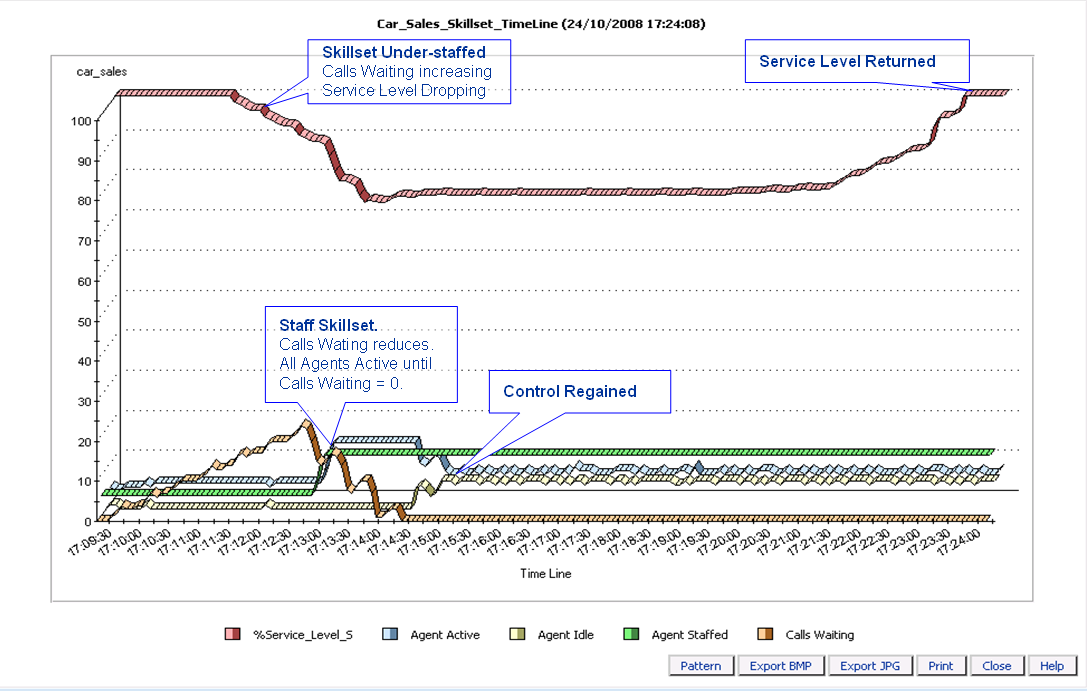 Car_Sales_Skillset_TimeLine (24/10/2008 17:24:08)
car_sales
Skillset Under-staffed
Calls Waiting increasing
Service Level Dropping
Service Level Returned
100
90
80
70
60
50
40
30
20
10
0
Staff Skillset.
Calls Wating reduces.
All Agents Active until
Calls Waiting = 0.
Control Regained
17:09:30
17:10:00
17:10:30
17:11:00
17:11:30
17:12:00
17:12:30
17:13:00
17:13:30
17:14:00
17:14:30
17:15:00
17:16:00
17:16:30
17:17:00
17:17:30
17:18:00
17:18:30
17:19:00
17:19:30
17:20:00
17:20:30
17:21:00
17:21:30
17:22:00
17:22:30
17:23:00
17:23:30
17:24:00
Time Line
%Service_Level_S Agent Active Agent Idle Agent Staffed Calls Waiting
Pattern Export BMP Export JPG Print Close Help